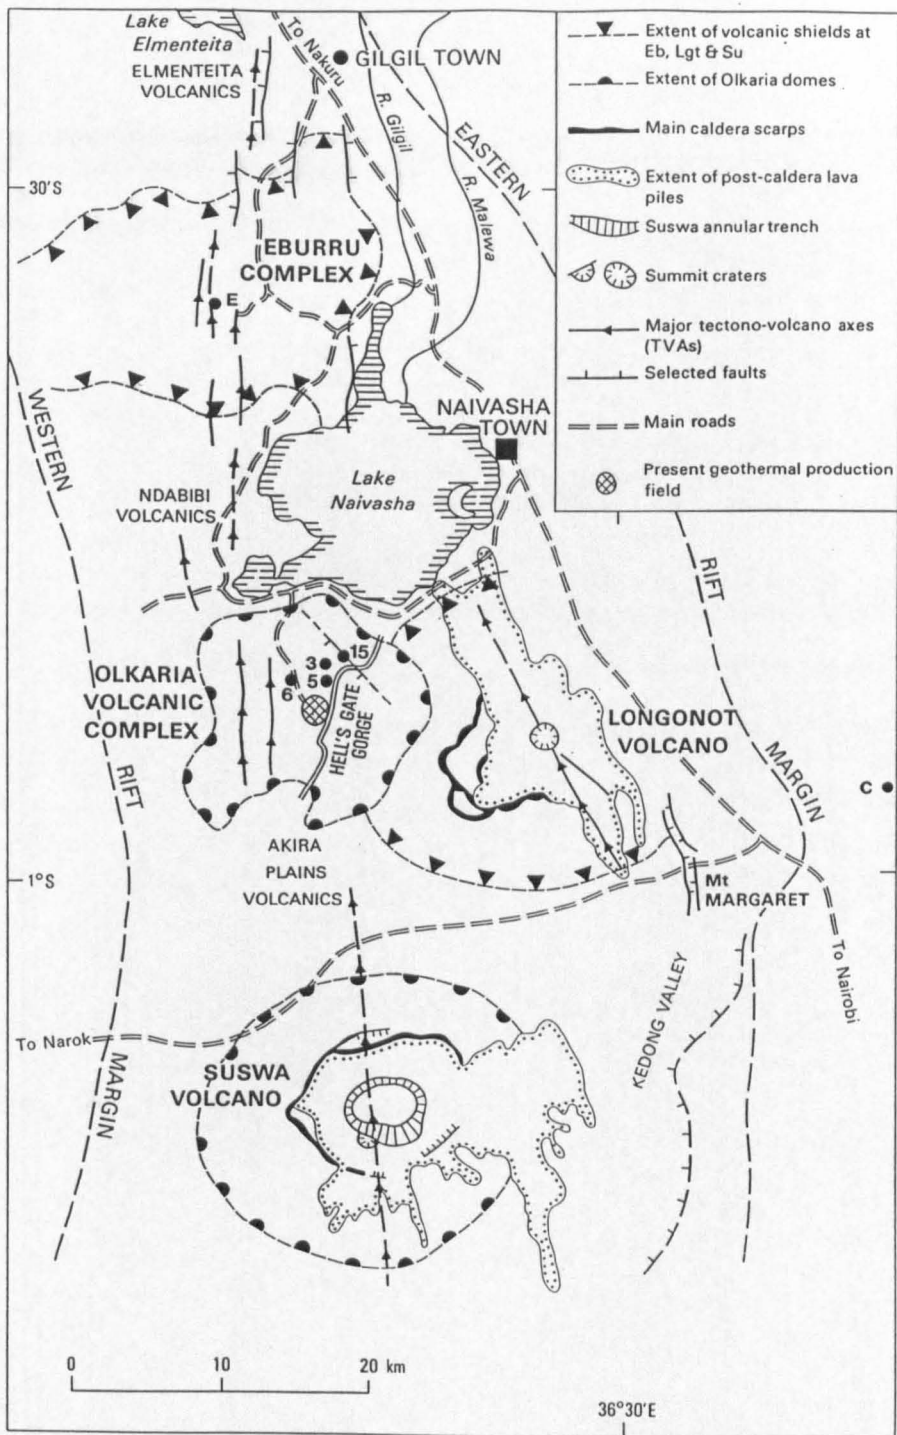 Lake
Elmenteita
ELMENTEITA
VOLCANICS
To Nakuru
GILGIL TOWN
R. Gilgil
R. Malewa
EASTERN
30'S
EBURRU
COMPLEX
E
WESTERN
NAIVASHA
TOWN
Lake
Naivasha
NDABIBI
VOLCANICS
RIFT
OLKARIA
VOLCANIC
COMPLEX
15
3
5
6
HELL'S GATE
GORGE
LONGONOT
VOLCANO
RIFT
MARGIN
C
AKIRA
PLAINS
VOLCANICS
1°S
Mt
MARGARET
To Nairobi
KEDONG VALLEY
To Narok
MARGIN
SUSWA
VOLCANO
0 10 20 km
36°30'E
Extent of volcanic shields at
Eb, Lgt & Su
Extent of Olkaria domes
Main caldera scarps
Extent of post-caldera lava
piles
Suswa annular trench
Summit craters
Major tectono-volcano axes
(TVAs)
Selected faults
Main roads
Present geothermal production
field